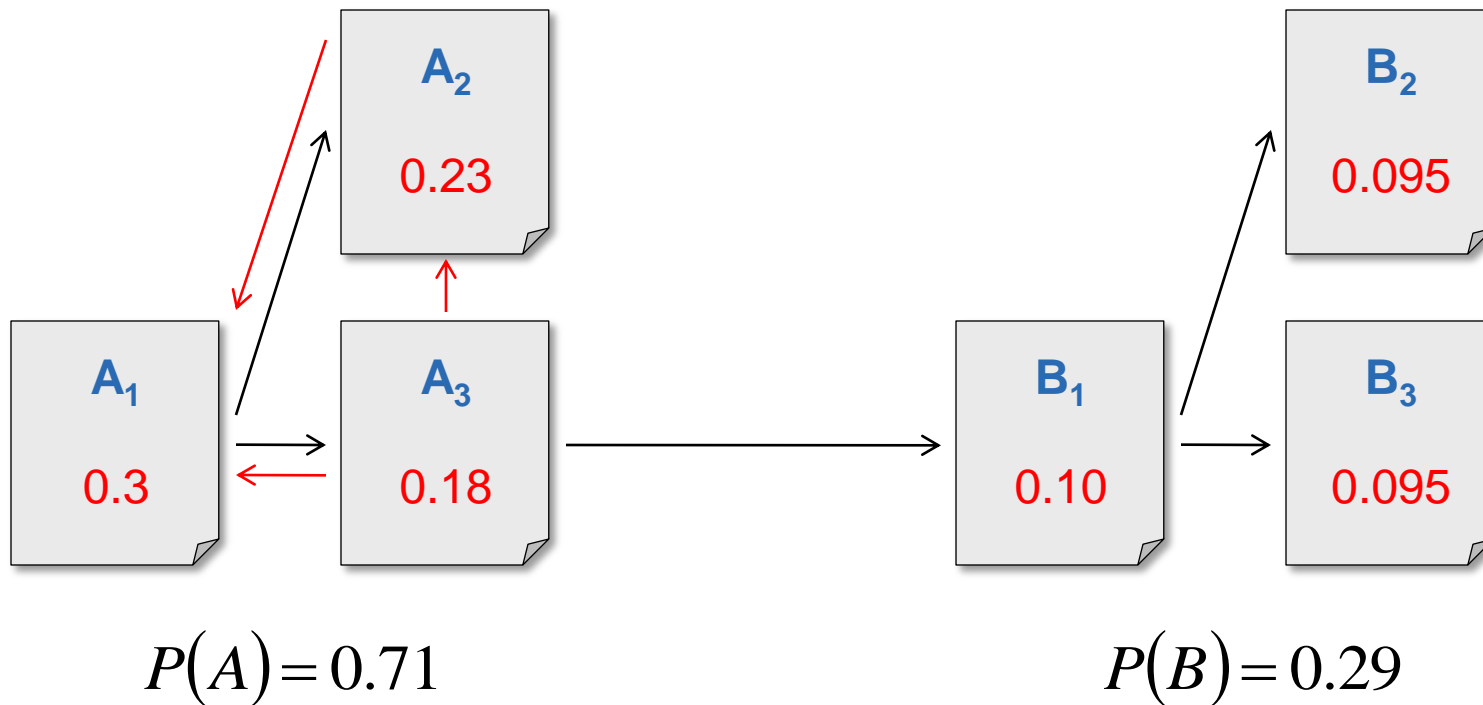 A₂
0.23
B₂
0.095
A₁
0.3
A₃
0.18
B₁
0.10
B₃
0.095
P(A)=0.71
P(B)=0.29